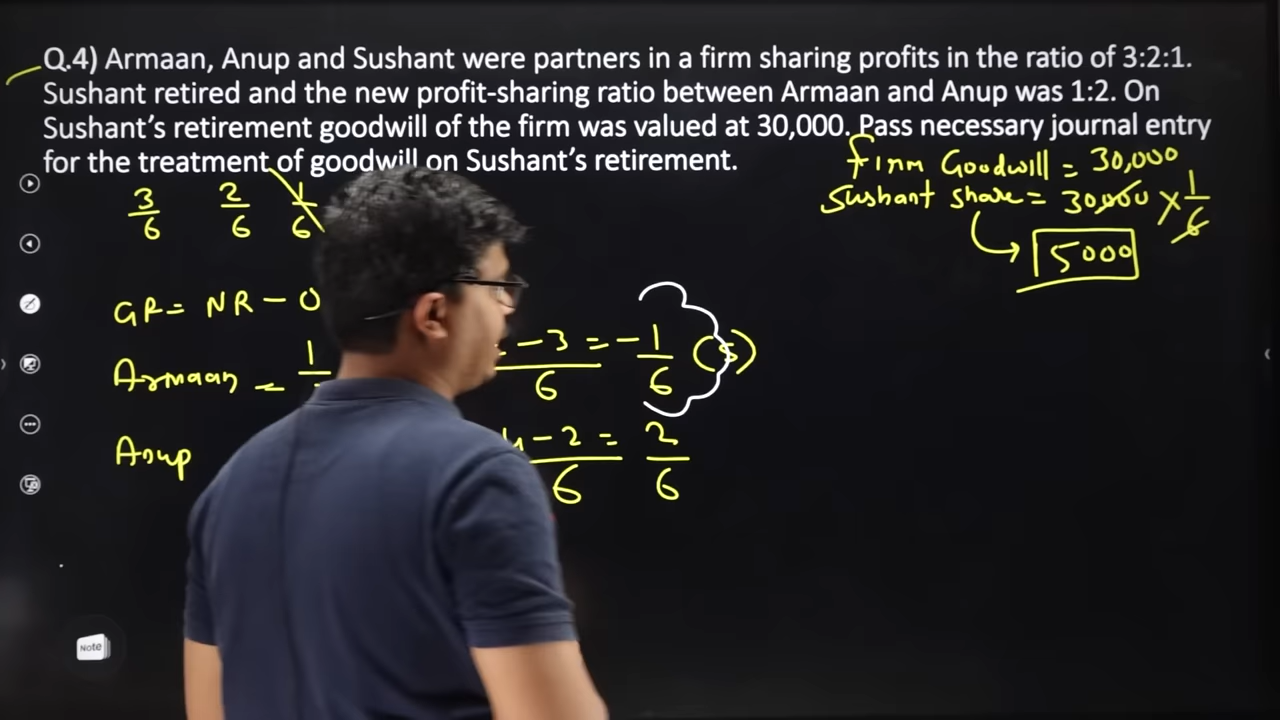 Q.4) Armaan, Anup and Sushant were partners in a firm sharing profits in the ratio of 3:2:1.
Sushant retired and the new profit-sharing ratio between Armaan and Anup was 1:2. On
Sushant's retirement goodwill of the firm was valued at 30,000. Pass necessary journal entry
for the treatment of goodwill on Sushant's retirement.
firm Goodwill = 30,000
Sushant share = 30,000 × 1/6
5000
3/6 2/6 1/6
GR = NR - O
Armaan = 1 - 3/6 = -1/6 (S)
Anup 4 - 2/6 = 2/6
Note